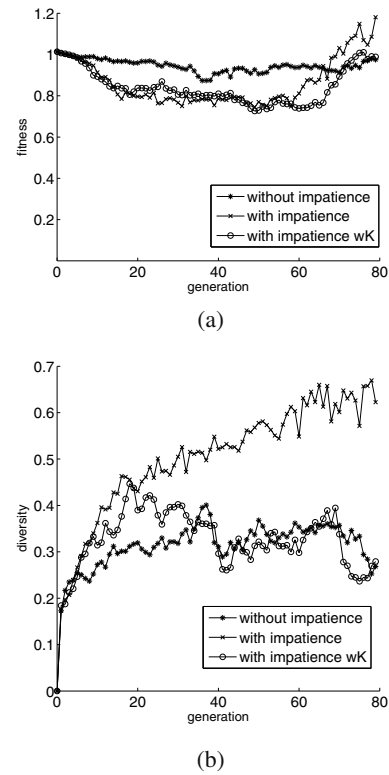 1.2
1
0.8
0.6
0.4
0.2
fitness
without impatience
with impatience
with impatience wK
0 20 40 60 80
generation
(a)
0.7
0.6
0.5
0.4
0.3
0.2
0.1
0
diversity
without impatience
with impatience
with impatience wK
0 20 40 60 80
generation
(b)